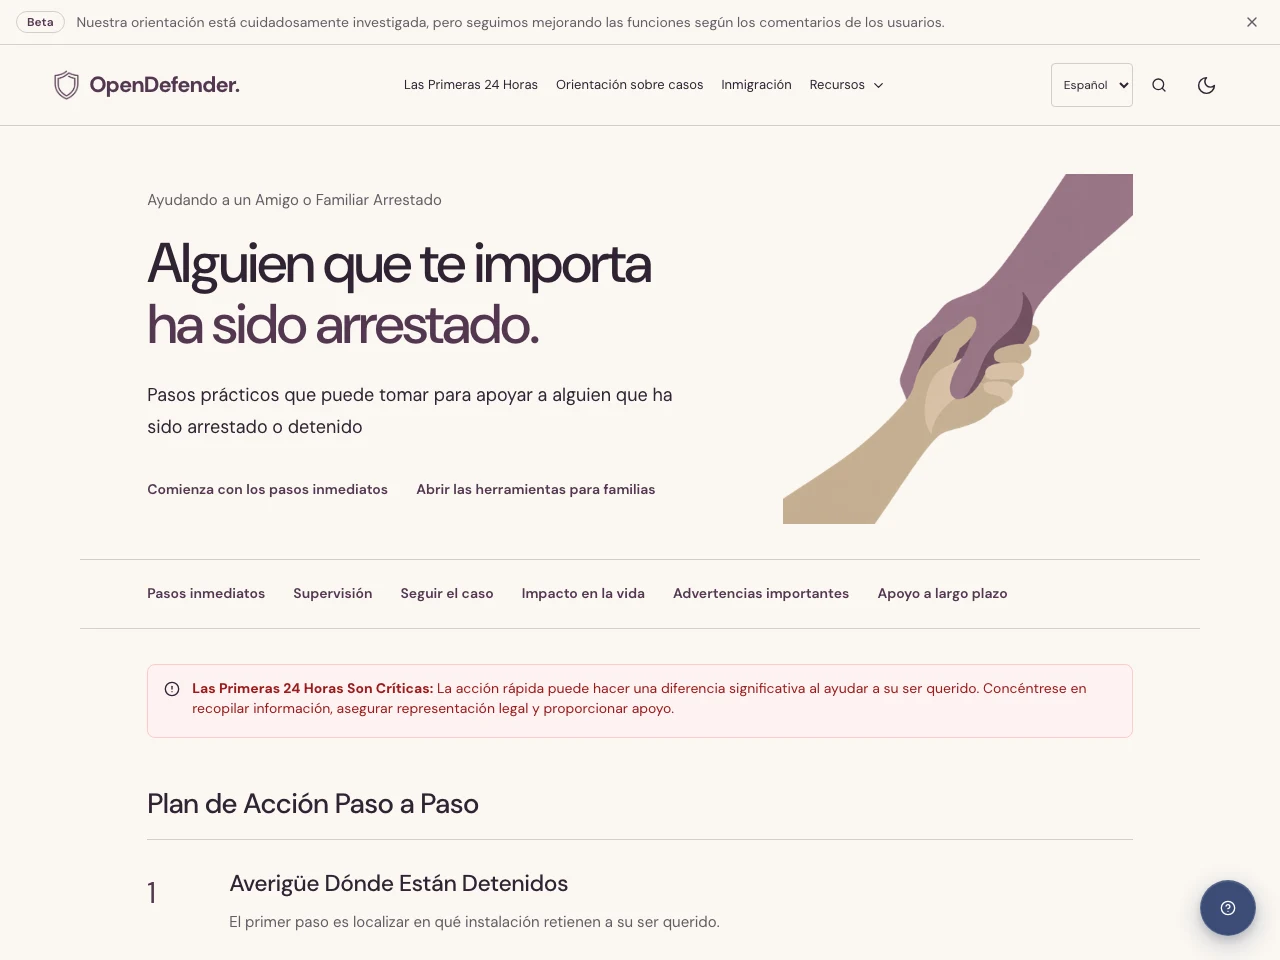 Beta
Nuestra orientación está cuidadosamente investigada, pero seguimos mejorando las funciones según los comentarios de los usuarios.
OpenDefender.
Las Primeras 24 Horas
Orientación sobre casos
Inmigración
Recursos
Español
Ayudando a un Amigo o Familiar Arrestado
Alguien que te importa
ha sido arrestado.
Pasos prácticos que puede tomar para apoyar a alguien que ha
sido arrestado o detenido
Comienza con los pasos inmediatos
Abrir las herramientas para familias
Pasos inmediatos
Supervisión
Seguir el caso
Impacto en la vida
Advertencias importantes
Apoyo a largo plazo
Las Primeras 24 Horas Son Críticas: La acción rápida puede hacer una diferencia significativa al ayudar a su ser querido. Concéntrese en
recopilar información, asegurar representación legal y proporcionar apoyo.
Plan de Acción Paso a Paso
1
Averigüe Dónde Están Detenidos
El primer paso es localizar en qué instalación retienen a su ser querido.